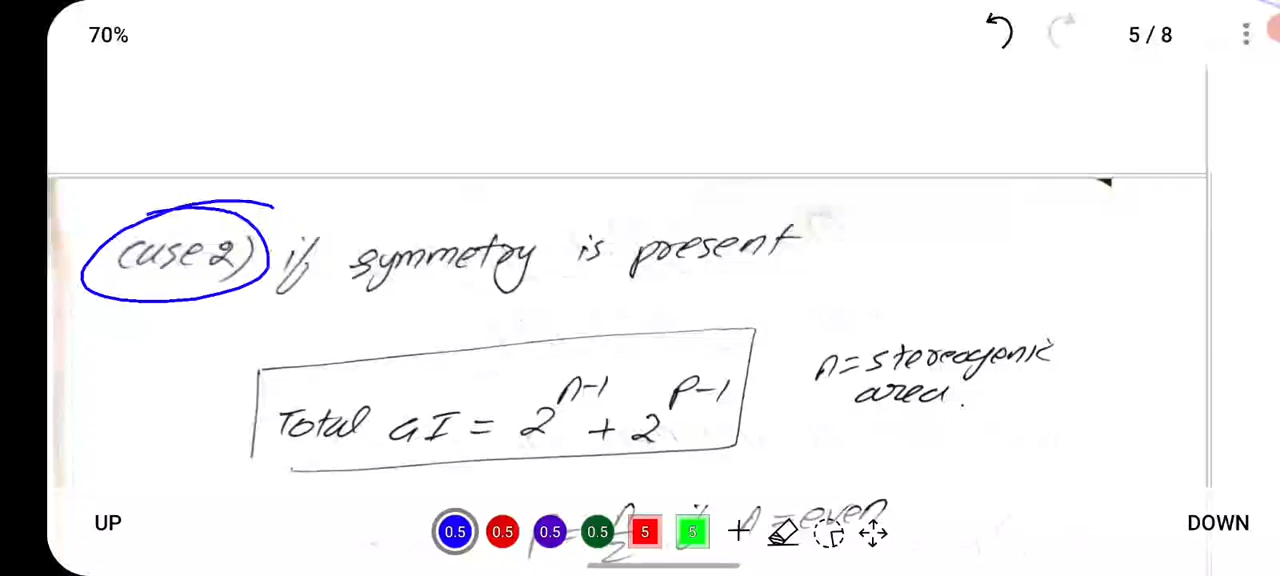 70%
5 / 8
case 2) if symmetry is present
n = stereogenic
area.
Total GI = 2^{n-1} + 2^{p-1}
UP
0.5 0.5 0.5 0.5 5 5
n = even
DOWN